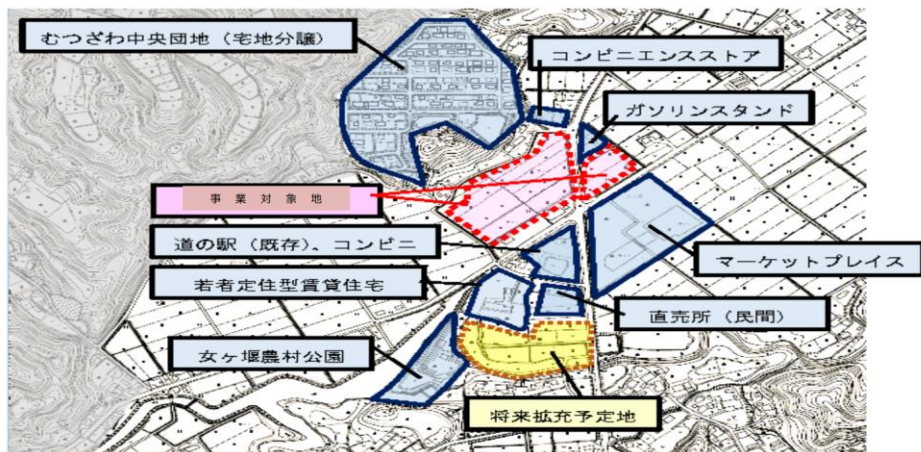 むつざわ中央団地（宅地分譲）
コンビニエンスストア
ガソリンスタンド
事業対象地
道の駅（既存）、コンビニ
マーケットプレイス
若者定住型賃貸住宅
直売所（民間）
女ヶ堰農村公園
将来拡充予定地